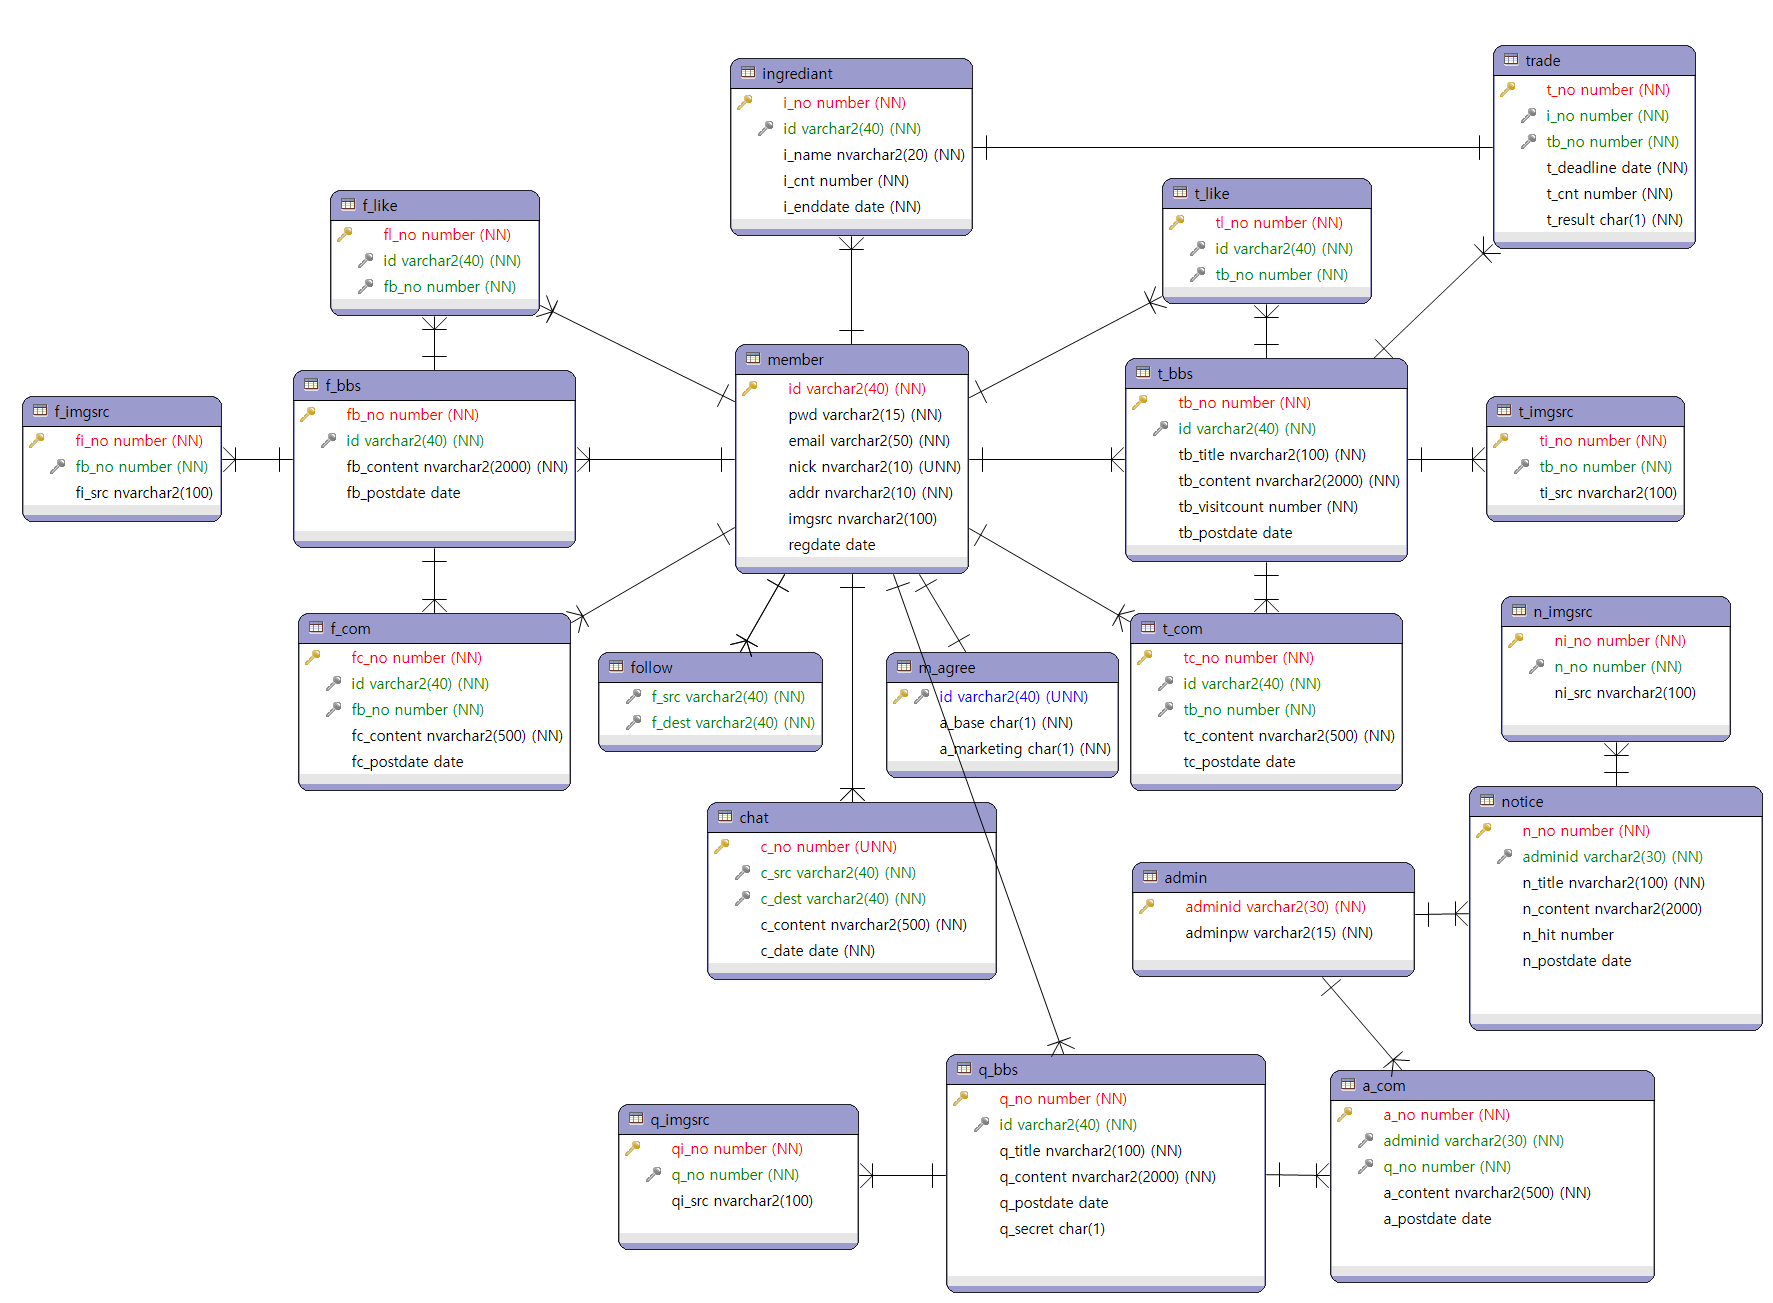 ingrediant
i_no number (NN)
id varchar2(40) (NN)
i_name nvarchar2(20) (NN)
i_cnt number (NN)
i_enddate date (NN)
trade
t_no number (NN)
i_no number (NN)
tb_no number (NN)
t_deadline date (NN)
t_cnt number (NN)
t_result char(1) (NN)
f_like
fl_no number (NN)
id varchar2(40) (NN)
fb_no number (NN)
t_like
tl_no number (NN)
id varchar2(40) (NN)
tb_no number (NN)
f_imgsrc
fi_no number (NN)
fb_no number (NN)
fi_src nvarchar2(100)
f_bbs
fb_no number (NN)
id varchar2(40) (NN)
fb_content nvarchar2(2000) (NN)
fb_postdate date
member
id varchar2(40) (NN)
pwd varchar2(15) (NN)
email varchar2(50) (NN)
nick nvarchar2(10) (UNN)
addr nvarchar2(10) (NN)
imgsrc nvarchar2(100)
regdate date
t_bbs
tb_no number (NN)
id varchar2(40) (NN)
tb_title nvarchar2(100) (NN)
tb_content nvarchar2(2000) (NN)
tb_visitcount number (NN)
tb_postdate date
t_imgsrc
ti_no number (NN)
tb_no number (NN)
ti_src nvarchar2(100)
f_com
fc_no number (NN)
id varchar2(40) (NN)
fb_no number (NN)
fc_content nvarchar2(500) (NN)
fc_postdate date
follow
f_src varchar2(40) (NN)
f_dest varchar2(40) (NN)
m_agree
id varchar2(40) (UNN)
a_base char(1) (NN)
a_marketing char(1) (NN)
t_com
tc_no number (NN)
id varchar2(40) (NN)
tb_no number (NN)
tc_content nvarchar2(500) (NN)
tc_postdate date
n_imgsrc
ni_no number (NN)
n_no number (NN)
ni_src nvarchar2(100)
chat
c_no number (UNN)
c_src varchar2(40) (NN)
c_dest varchar2(40) (NN)
c_content nvarchar2(500) (NN)
c_date date (NN)
admin
adminid varchar2(30) (NN)
adminpw varchar2(15) (NN)
notice
n_no number (NN)
adminid varchar2(30) (NN)
n_title nvarchar2(100) (NN)
n_content nvarchar2(2000)
n_hit number
n_postdate date
q_imgsrc
qi_no number (NN)
q_no number (NN)
qi_src nvarchar2(100)
q_bbs
q_no number (NN)
id varchar2(40) (NN)
q_title nvarchar2(100) (NN)
q_content nvarchar2(2000) (NN)
q_postdate date
q_secret char(1)
a_com
a_no number (NN)
adminid varchar2(30) (NN)
q_no number (NN)
a_content nvarchar2(500) (NN)
a_postdate date